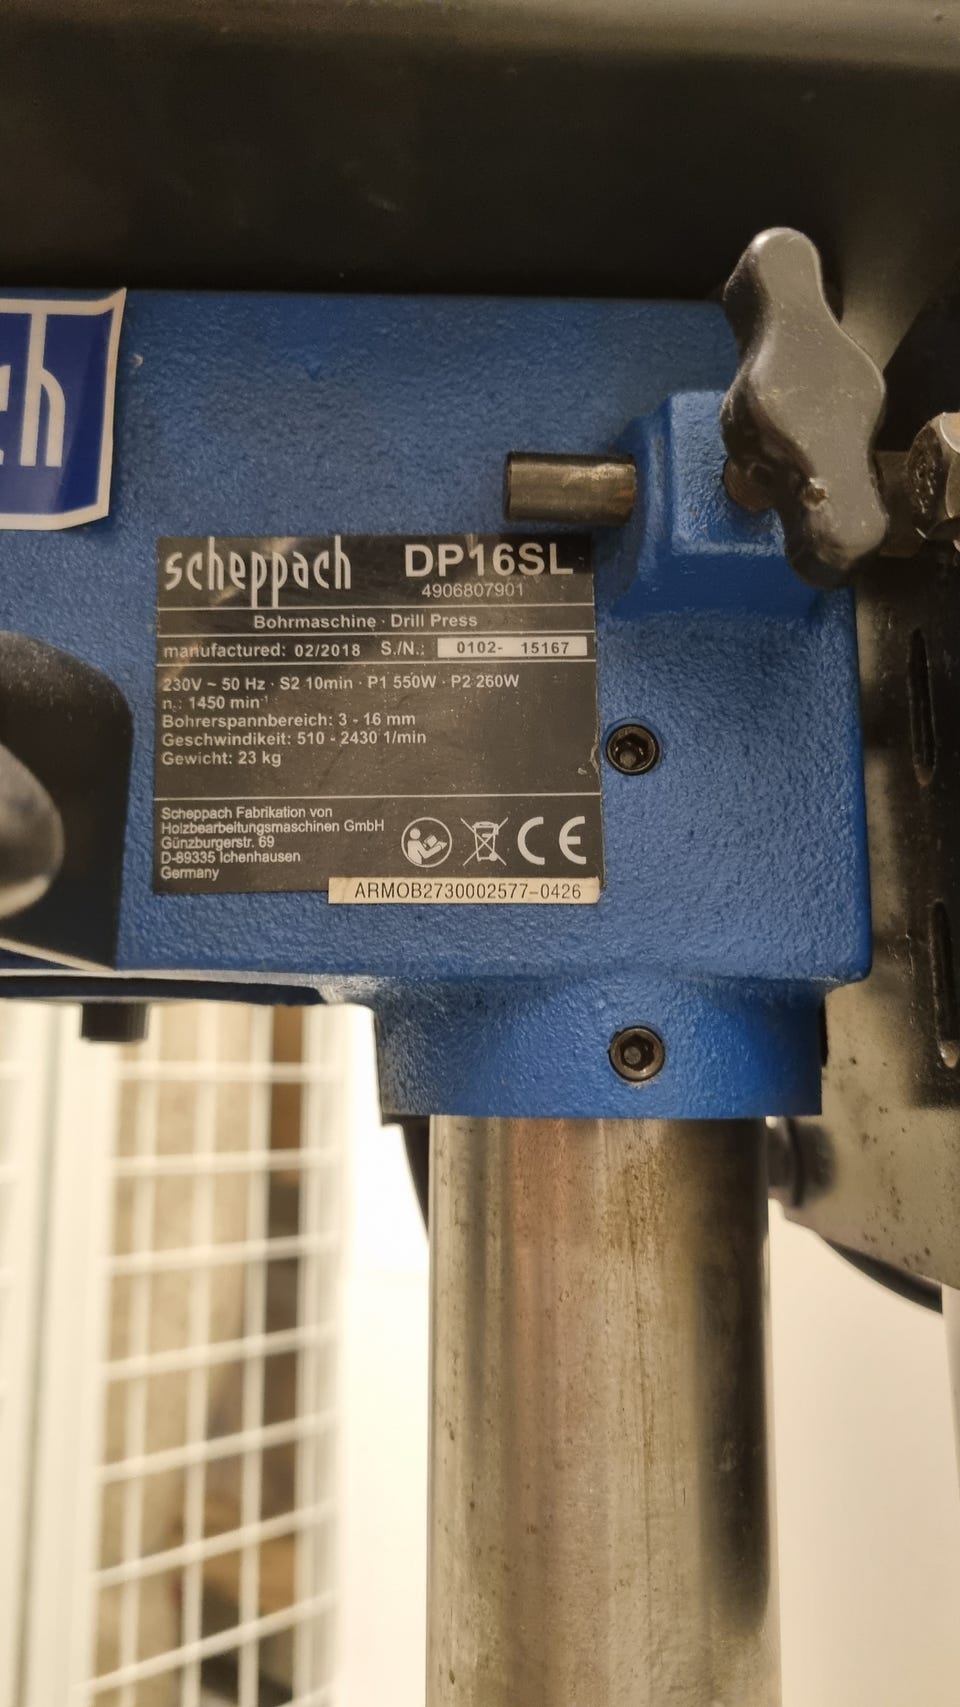 ch
scheppach DP16SL
4906807901
Bohrmaschine · Drill Press
manufactured: 02/2018 S./N.: 0102- 15167
230V ~ 50 Hz · S2 10min · P1 550W · P2 260W
n.: 1450 min⁻¹
Bohrerspannbereich: 3 - 16 mm
Geschwindikeit: 510 - 2430 1/min
Gewicht: 23 kg
Scheppach Fabrikation von
Holzbearbeitungsmaschinen GmbH
Günzburgerstr. 69
D-89335 Ichenhausen
Germany
CE
ARMOB2730002577-0426